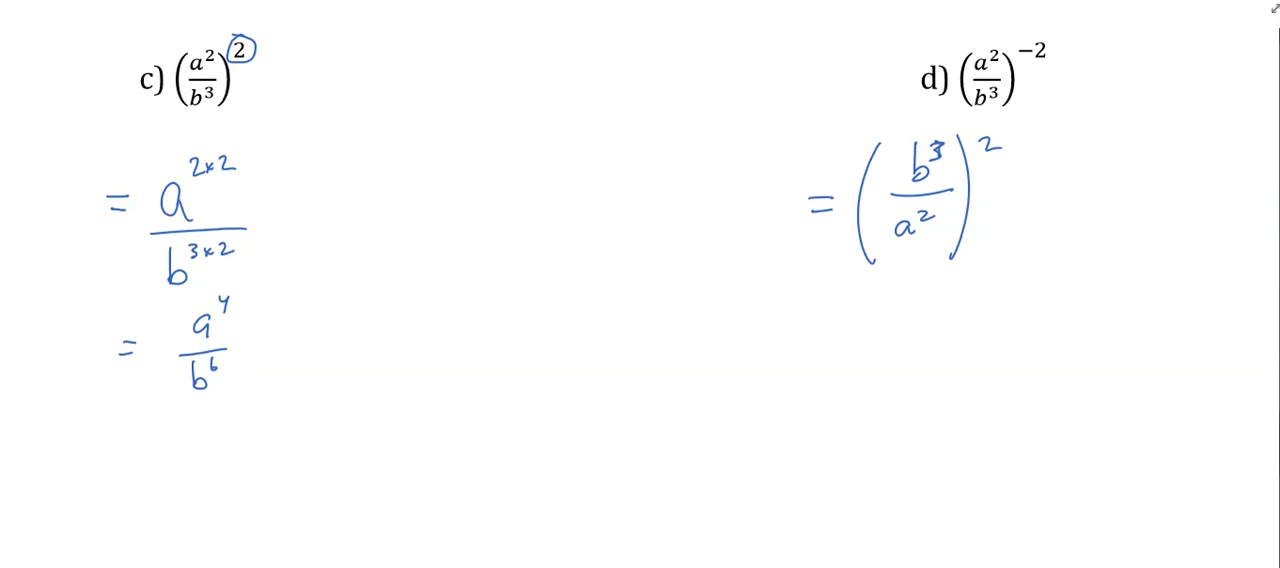 c) (a²/b³)²
= a^(2×2) / b^(3×2)
= a⁴/b⁶
d) (a²/b³)⁻²
= (b³/a²)²